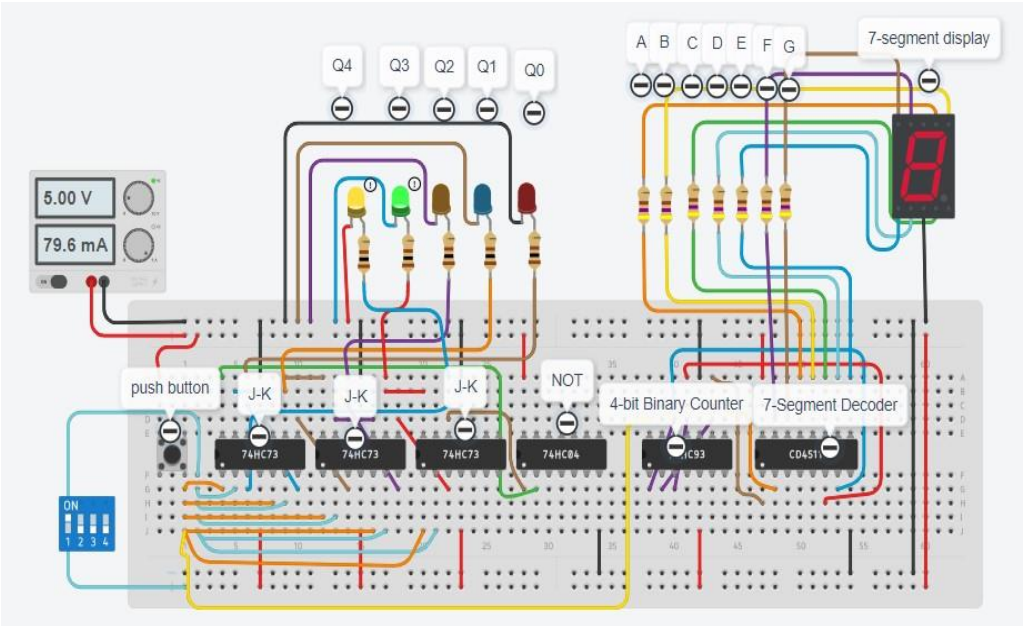 A B C D E F G
7-segment display
Q4 Q3 Q2 Q1 Q0
5.00 V
79.6 mA
push button
J-K
J-K
J-K
NOT
4-bit Binary Counter
7-Segment Decoder
74HC73
74HC73
74HC73
74HC04
HC93
CD4511
ON
1 2 3 4